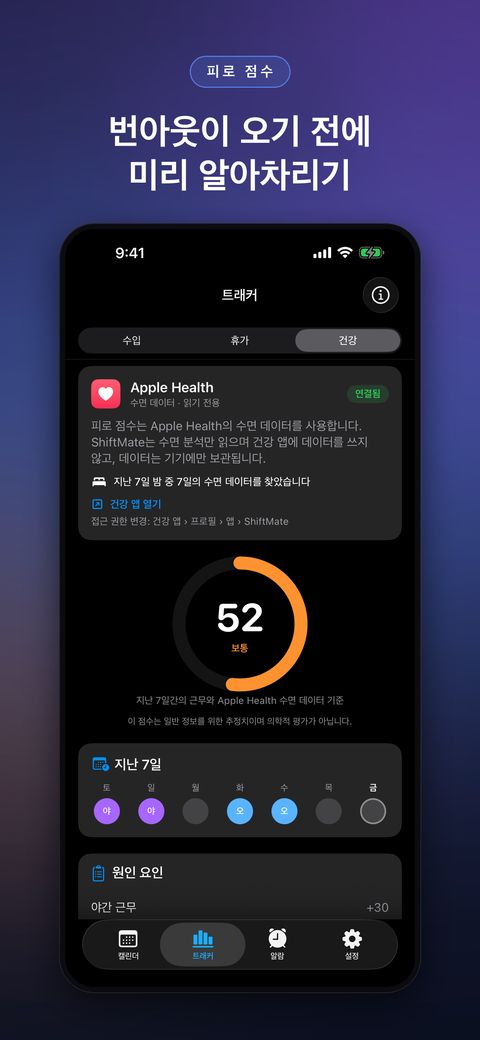 피로 점수
번아웃이 오기 전에
미리 알아차리기
9:41
트래커
수입 휴가 건강
Apple Health
수면 데이터 · 읽기 전용
연결됨
피로 점수는 Apple Health의 수면 데이터를 사용합니다.
ShiftMate는 수면 분석만 읽으며 건강 앱에 데이터를 쓰지
않고, 데이터는 기기에만 보관됩니다.
지난 7일 밤 중 7일의 수면 데이터를 찾았습니다
건강 앱 열기
접근 권한 변경: 건강 앱 › 프로필 › 앱 › ShiftMate
52
보통
지난 7일간의 근무와 Apple Health 수면 데이터 기준
이 점수는 일반 정보를 위한 추정치이며 의학적 평가가 아닙니다.
지난 7일
토 일 월 화 수 목 금
야 야 오 오
원인 요인
야간 근무 +30
캘린더 트래커 알람 설정